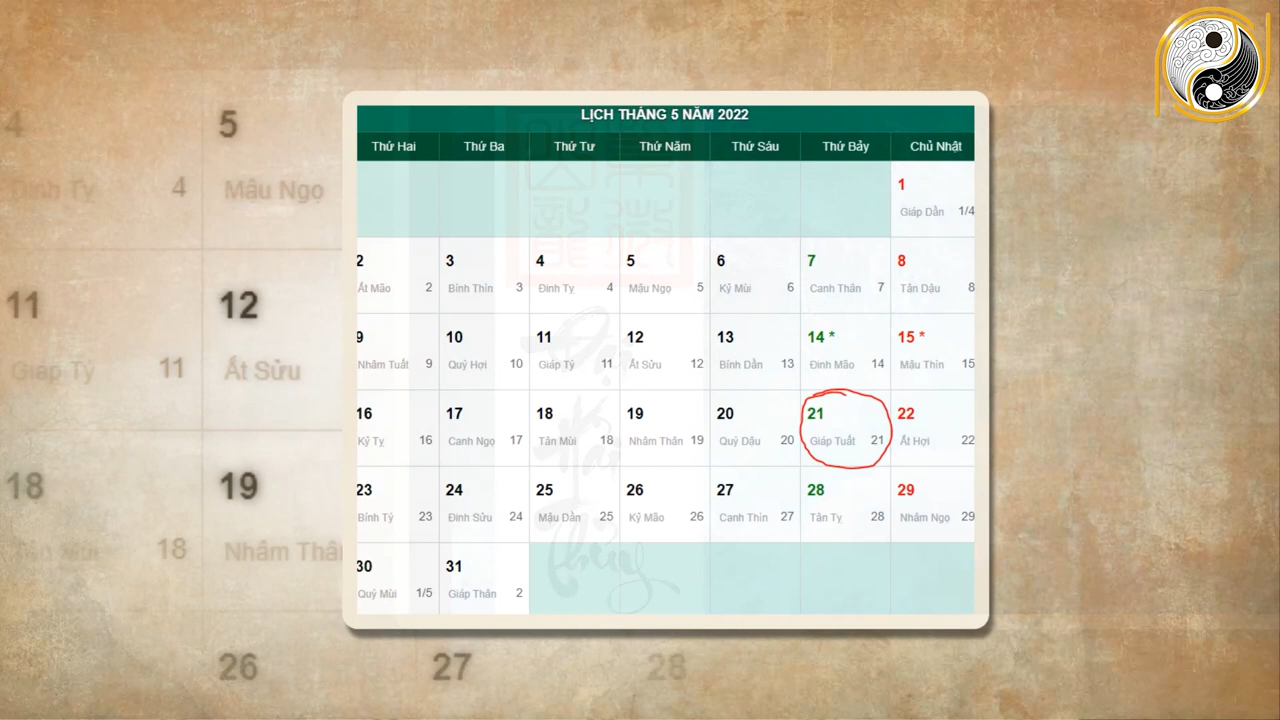 LỊCH THÁNG 5 NĂM 2022
Thứ Hai Thứ Ba Thứ Tư Thứ Năm Thứ Sáu Thứ Bảy Chủ Nhật
1
Giáp Dần 1/4
2 3 4 5 6 7 8
Ất Mão 2 Bính Thìn 3 Đinh Tỵ 4 Mậu Ngọ 5 Kỷ Mùi 6 Canh Thân 7 Tân Dậu 8
9 10 11 12 13 14 * 15 *
Nhâm Tuất 9 Quý Hợi 10 Giáp Tý 11 Ất Sửu 12 Bính Dần 13 Đinh Mão 14 Mậu Thìn 15
16 17 18 19 20 21 22
Kỷ Tỵ 16 Canh Ngọ 17 Tân Mùi 18 Nhâm Thân 19 Quý Dậu 20 Giáp Tuất 21 Ất Hợi 22
23 24 25 26 27 28 29
Bính Tý 23 Đinh Sửu 24 Mậu Dần 25 Kỷ Mão 26 Canh Thìn 27 Tân Tỵ 28 Nhâm Ngọ 29
30 31
Quý Mùi 1/5 Giáp Thân 2
4 5
Đinh Tỵ 4 Mậu Ngọ
11 12
Giáp Tý 11 Ất Sửu
18 19
Tân Mùi 18 Nhâm Thâ
26 27 28